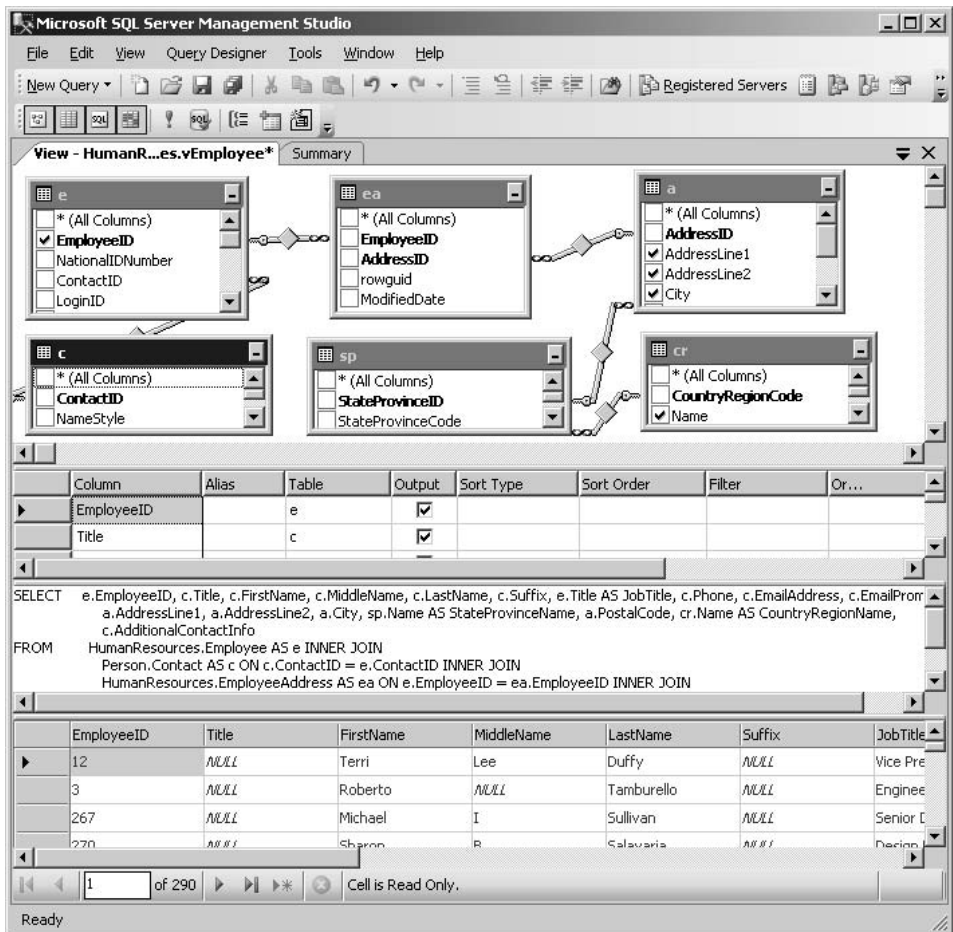 Microsoft SQL Server Management Studio
File Edit View Query Designer Tools Window Help
New Query Registered Servers
SQL SQL
View - HumanR...es.vEmployee* Summary
e
* (All Columns)
EmployeeID
NationalIDNumber
ContactID
LoginID
ea
* (All Columns)
EmployeeID
AddressID
rowguid
ModifiedDate
a
* (All Columns)
AddressID
AddressLine1
AddressLine2
City
c
* (All Columns)
ContactID
NameStyle
sp
* (All Columns)
StateProvinceID
StateProvinceCode
cr
* (All Columns)
CountryRegionCode
Name
Column Alias Table Output Sort Type Sort Order Filter Or...
EmployeeID e
Title c
SELECT e.EmployeeID, c.Title, c.FirstName, c.MiddleName, c.LastName, c.Suffix, e.Title AS JobTitle, c.Phone, c.EmailAddress, c.EmailProm
a.AddressLine1, a.AddressLine2, a.City, sp.Name AS StateProvinceName, a.PostalCode, cr.Name AS CountryRegionName,
c.AdditionalContactInfo
FROM HumanResources.Employee AS e INNER JOIN
Person.Contact AS c ON c.ContactID = e.ContactID INNER JOIN
HumanResources.EmployeeAddress AS ea ON e.EmployeeID = ea.EmployeeID INNER JOIN
EmployeeID Title FirstName MiddleName LastName Suffix JobTitle
12 NULL Terri Lee Duffy NULL Vice Pre
3 NULL Roberto NULL Tamburello NULL Enginee
267 NULL Michael I Sullivan NULL Senior D
270 NULL Sharon B Salavaria NULL Design
1 of 290 Cell is Read Only.
Ready